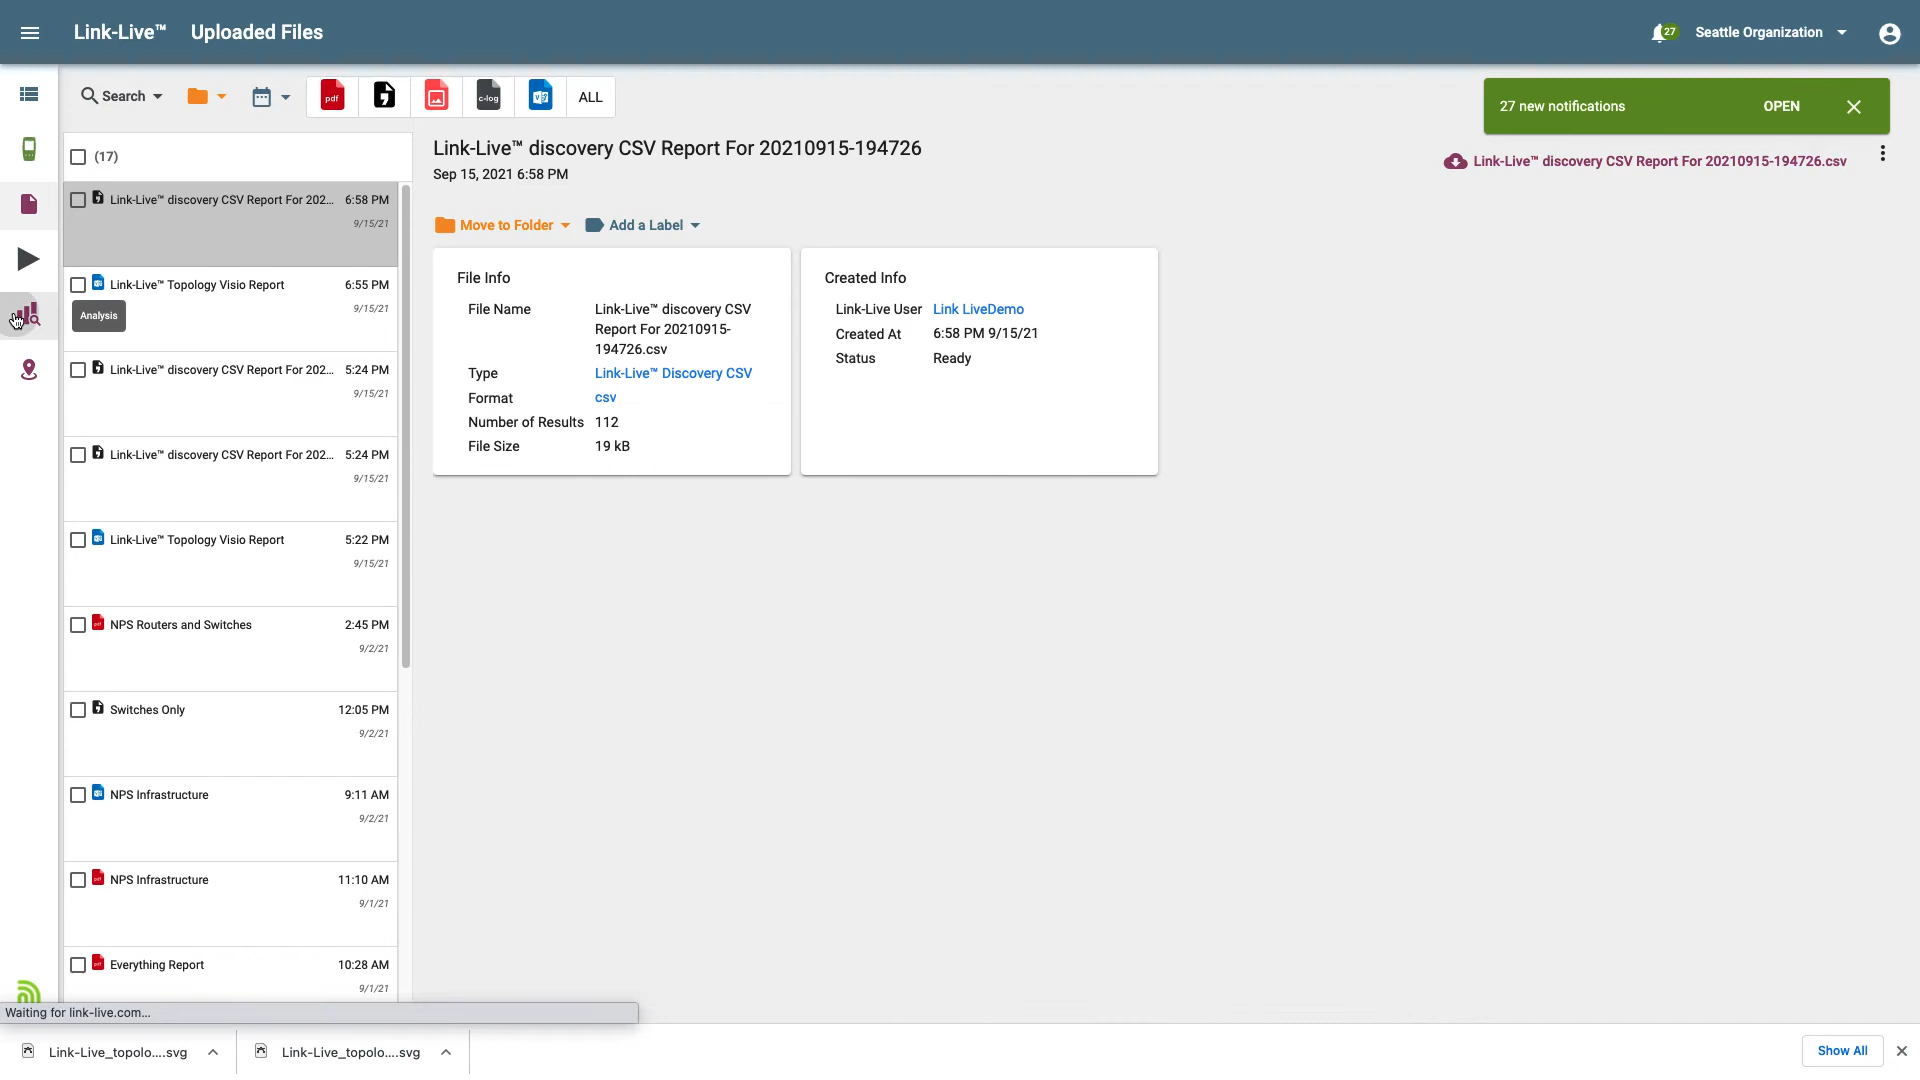 Link-Live™ Uploaded Files
27
Seattle Organization
Search
pdf
c-log
ALL
27 new notifications OPEN
(17)
Link-Live™ discovery CSV Report For 20210915-194726
Sep 15, 2021 6:58 PM
Link-Live™ discovery CSV Report For 20210915-194726.csv
Move to Folder
Add a Label
Link-Live™ discovery CSV Report For 202... 6:58 PM
9/15/21
Link-Live™ Topology Visio Report 6:55 PM
9/15/21
Analysis
Link-Live™ discovery CSV Report For 202... 5:24 PM
9/15/21
Link-Live™ discovery CSV Report For 202... 5:24 PM
9/15/21
Link-Live™ Topology Visio Report 5:22 PM
9/15/21
NPS Routers and Switches 2:45 PM
9/2/21
Switches Only 12:05 PM
9/2/21
NPS Infrastructure 9:11 AM
9/2/21
NPS Infrastructure 11:10 AM
9/1/21
Everything Report 10:28 AM
9/1/21
File Info
File Name Link-Live™ discovery CSV
Report For 20210915-
194726.csv
Type Link-Live™ Discovery CSV
Format csv
Number of Results 112
File Size 19 kB
Created Info
Link-Live User Link LiveDemo
Created At 6:58 PM 9/15/21
Status Ready
Waiting for link-live.com...
Link-Live_topolo....svg
Link-Live_topolo....svg
Show All